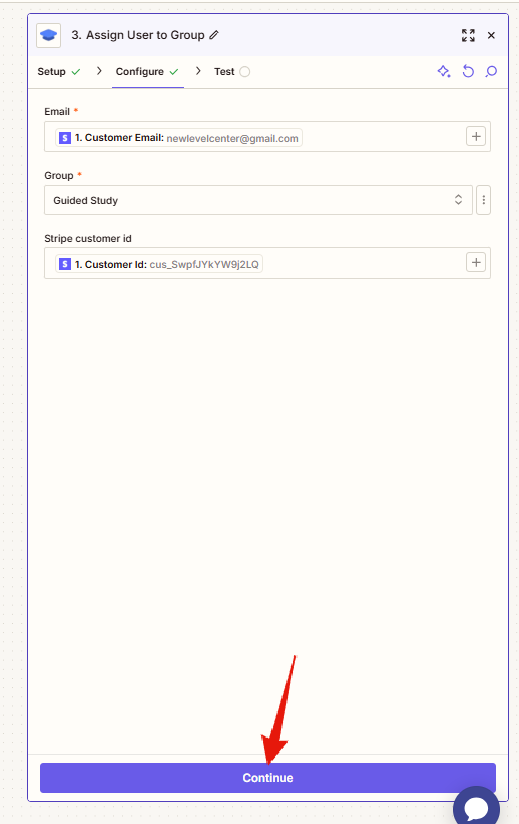 3. Assign User to Group
Setup Configure Test
Email *
1. Customer Email: newlevelcenter@gmail.com
Group *
Guided Study
Stripe customer id
1. Customer Id: cus_SwpfJYkYW9j2LQ
Continue